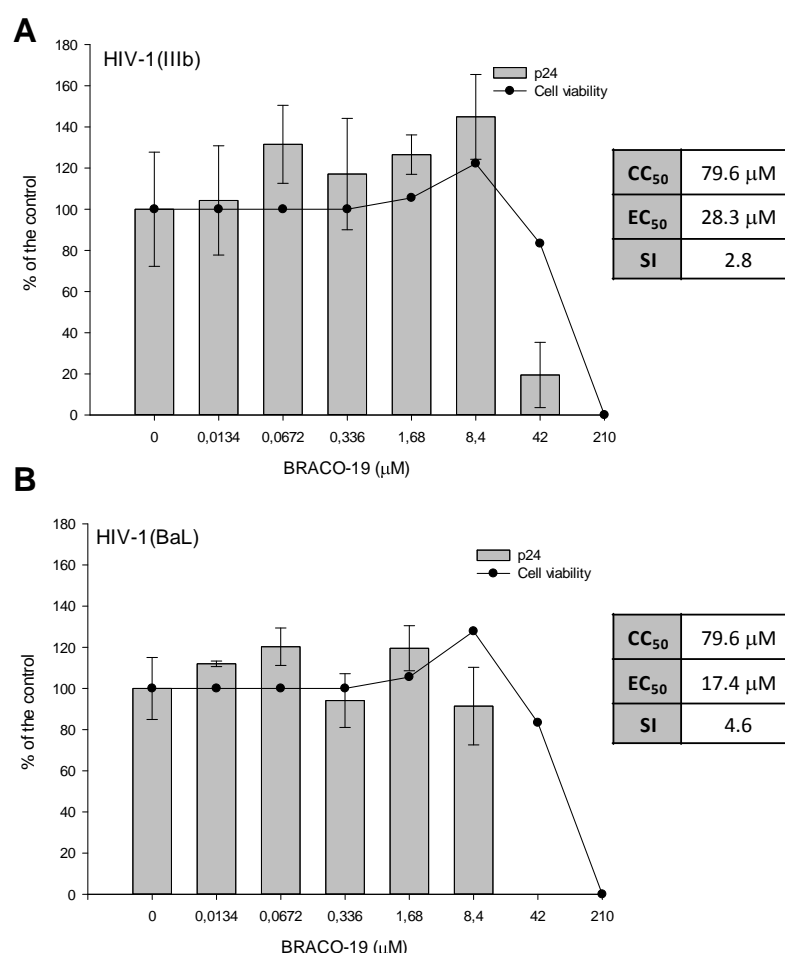 A
HIV-1(IIIb)
180
160
140
120
100
80
60
40
20
0
% of the control
p24
Cell viability
0 0,0134 0,0672 0,336 1,68 8,4 42 210
BRACO-19 (μM)
CC50 79.6 μM
EC50 28.3 μM
SI 2.8
B
HIV-1(BaL)
180
160
140
120
100
80
60
40
20
0
% of the control
p24
Cell viability
0 0,0134 0,0672 0,336 1,68 8,4 42 210
BRACO-19 (μM)
CC50 79.6 μM
EC50 17.4 μM
SI 4.6